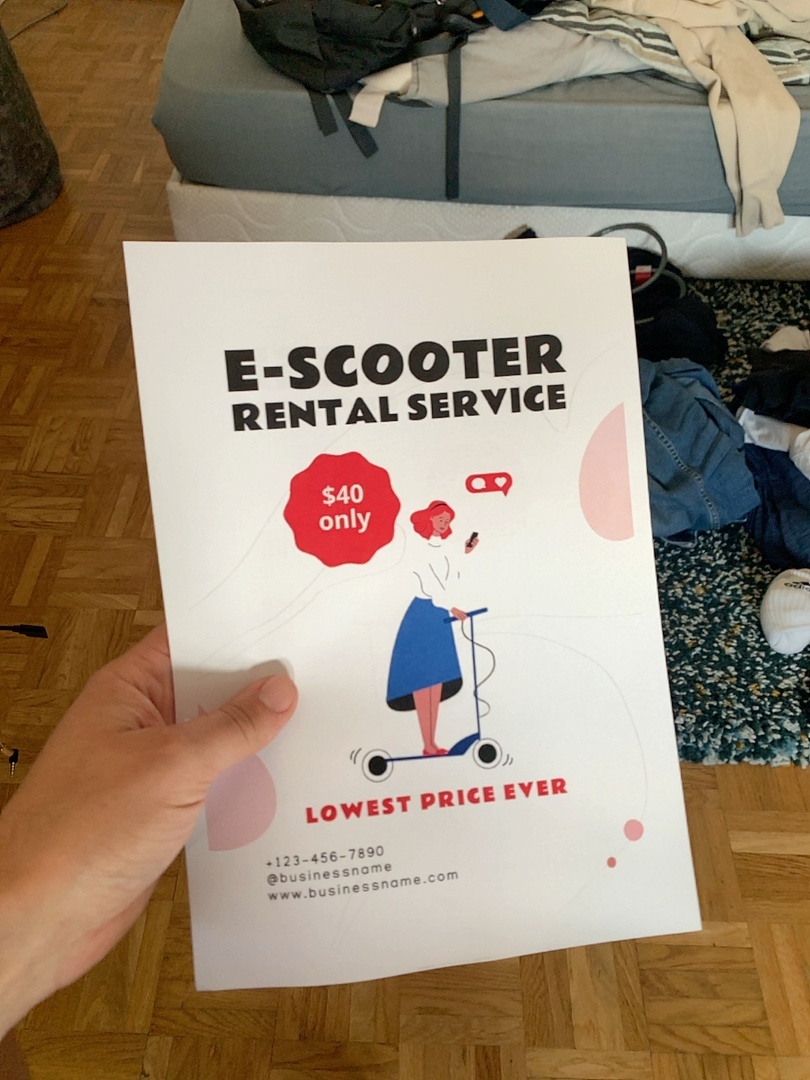 E-SCOOTER
RENTAL SERVICE
$40
only
LOWEST PRICE EVER
+123-456-7890
@businessname
www.businessname.com